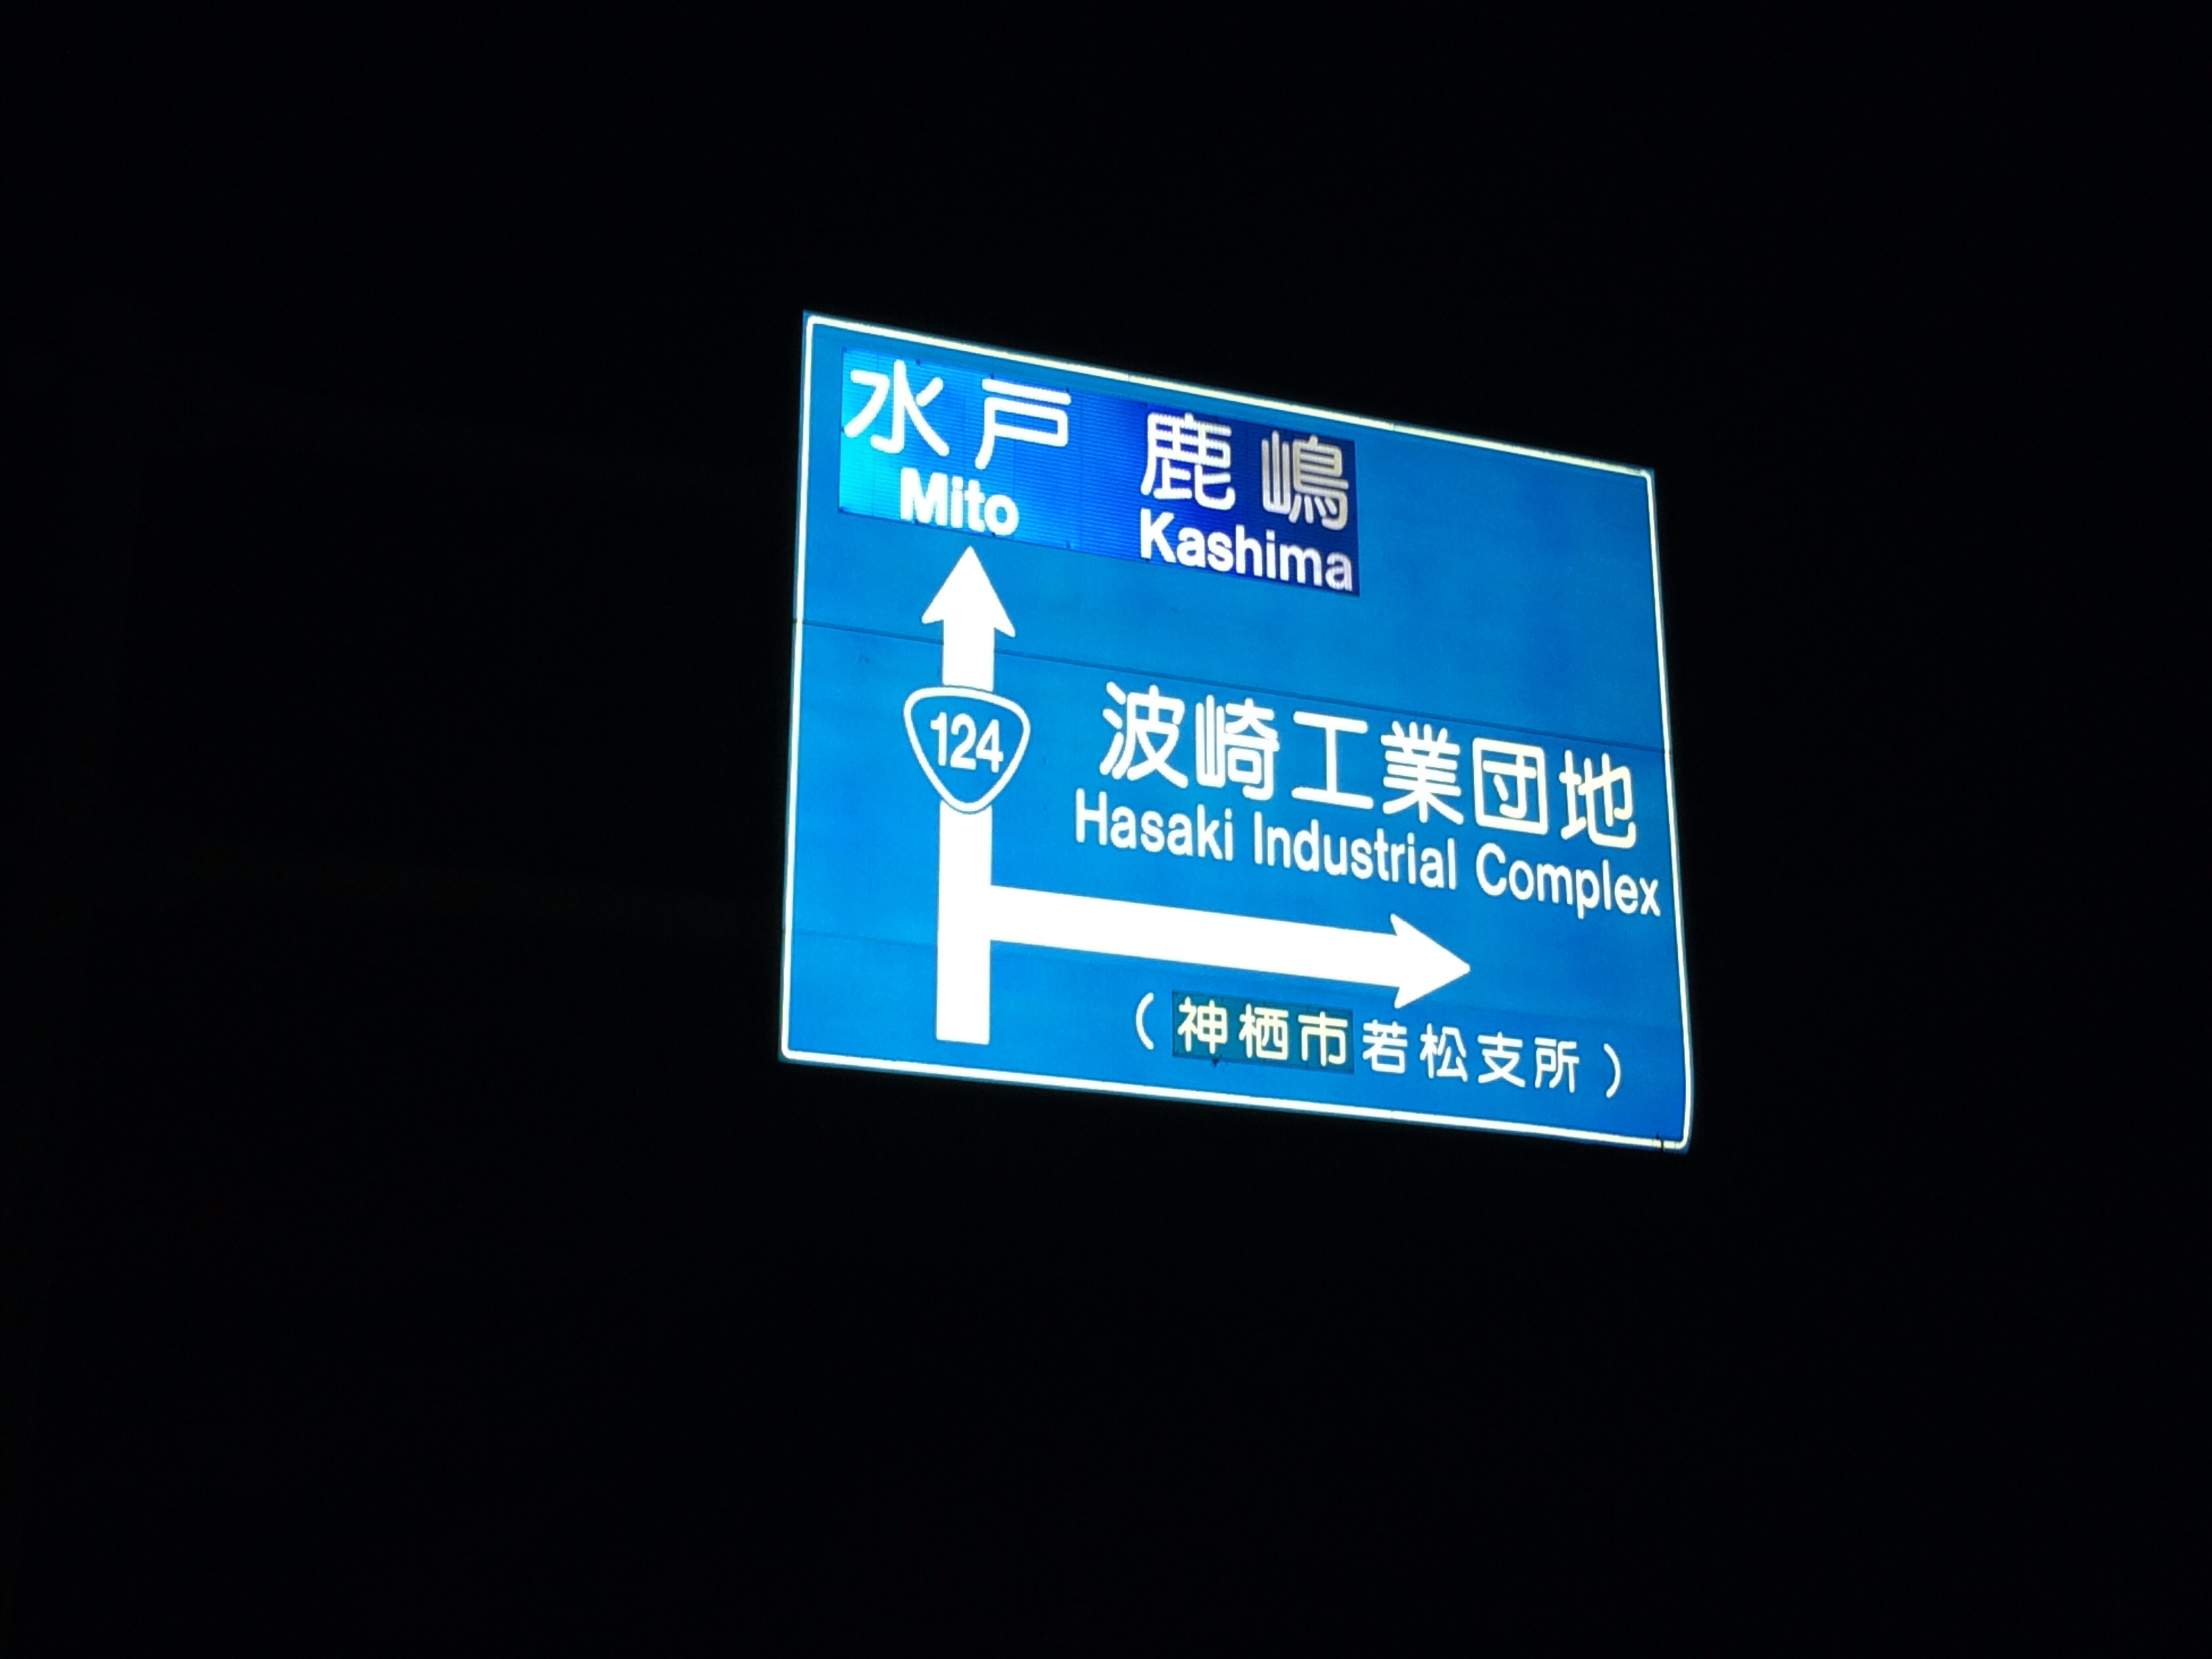 水戸 鹿嶋
Mito Kashima
124
波崎工業団地
Hasaki Industrial Complex
(神栖市若松支所)